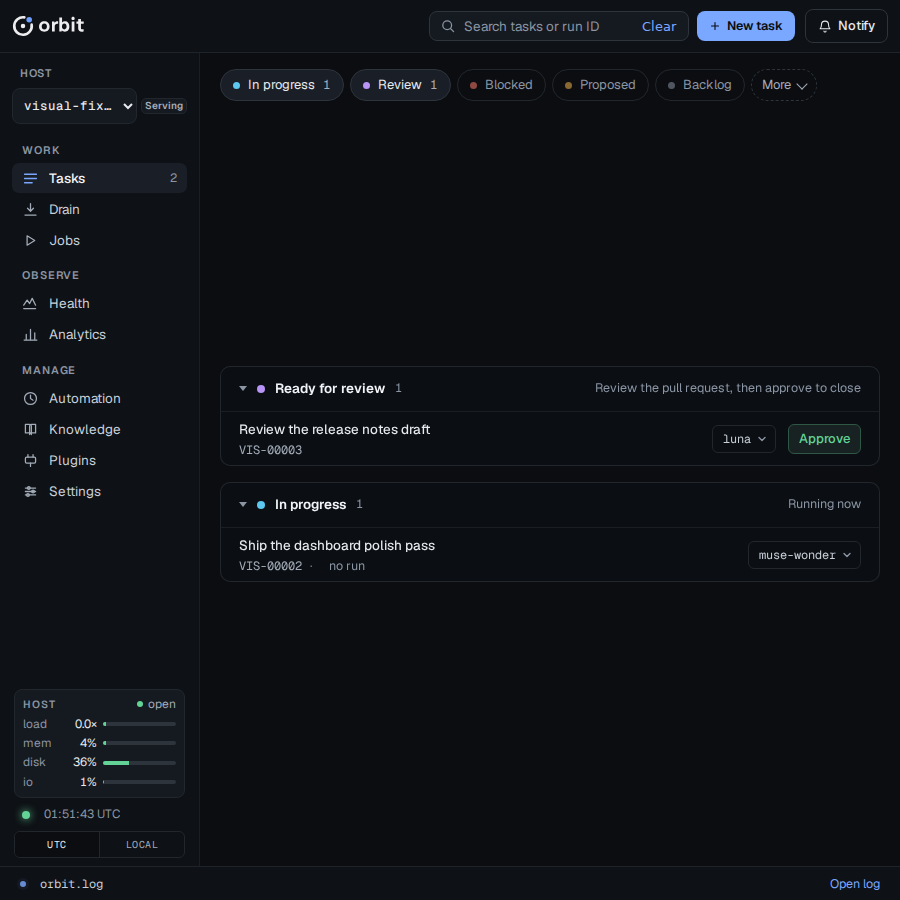 orbit
Search tasks or run ID Clear
+ New task
Notify
HOST
visual-fix… Serving
WORK
Tasks 2
Drain
Jobs
OBSERVE
Health
Analytics
MANAGE
Automation
Knowledge
Plugins
Settings
HOST open
load 0.0×
mem 4%
disk 36%
io 1%
01:51:43 UTC
UTC LOCAL
In progress 1 Review 1 Blocked Proposed Backlog More
Ready for review 1 Review the pull request, then approve to close
Review the release notes draft
VIS-00003
luna Approve
In progress 1 Running now
Ship the dashboard polish pass
VIS-00002 · no run
muse-wonder
orbit.log Open log